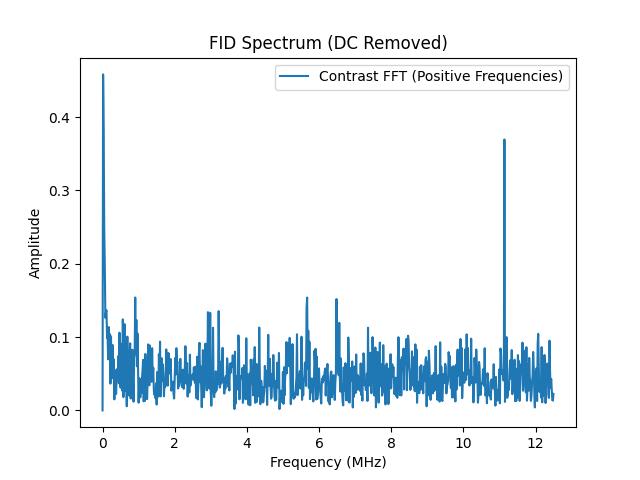 FID Spectrum (DC Removed)
Contrast FFT (Positive Frequencies)
0.4
0.3
0.2
0.1
0.0
Amplitude
0 2 4 6 8 10 12
Frequency (MHz)